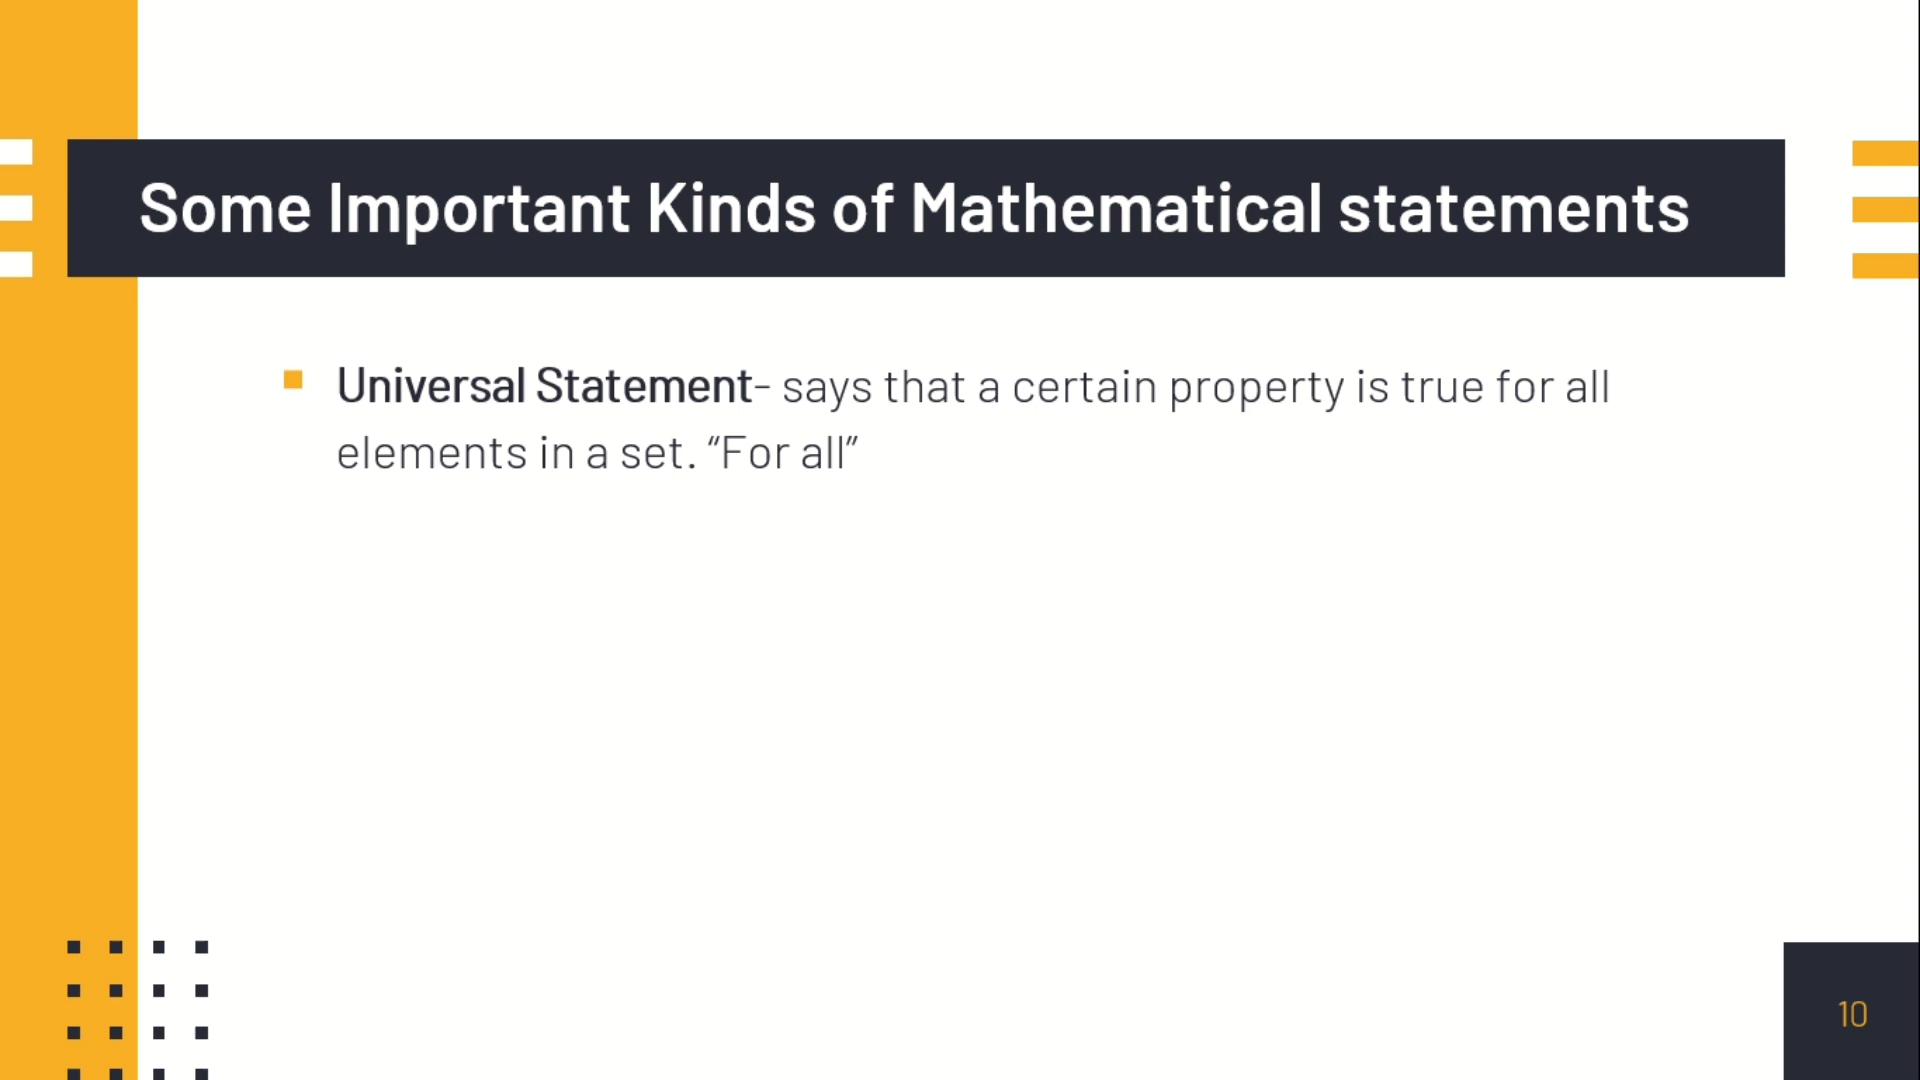 Some Important Kinds of Mathematical statements
Universal Statement- says that a certain property is true for all
elements in a set. “For all”
10